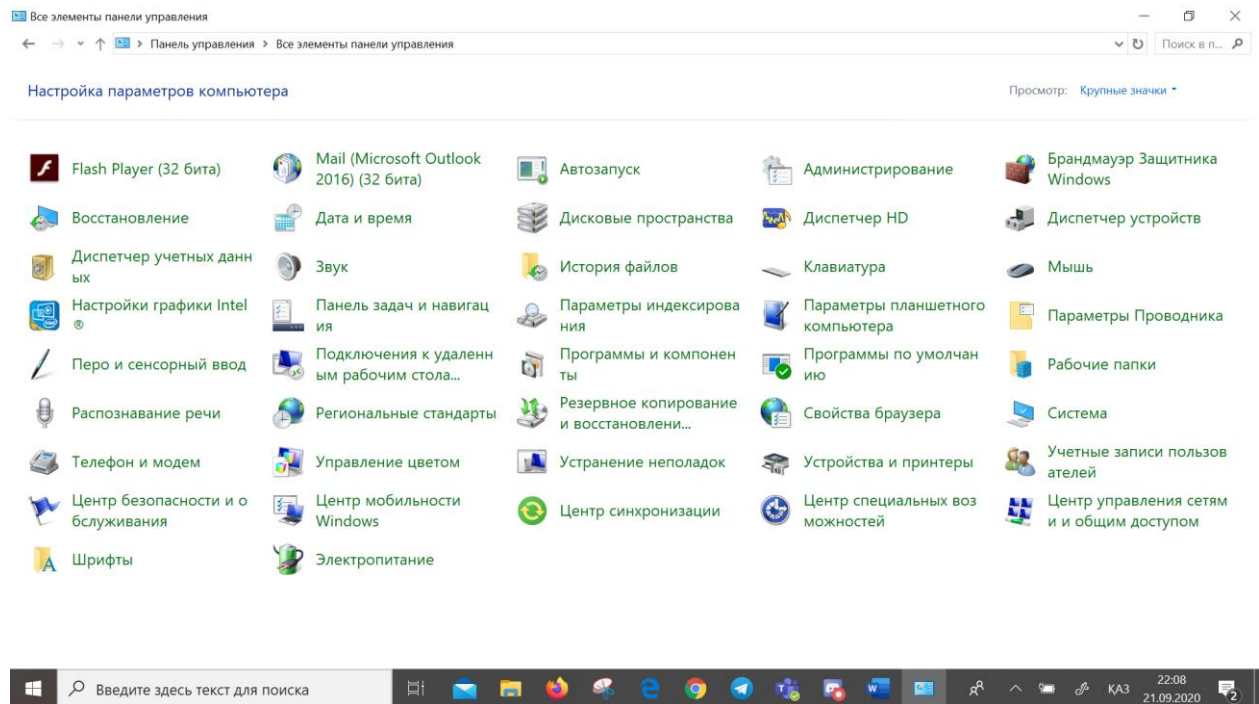 Все элементы панели управления
Панель управления > Все элементы панели управления
Поиск в п...
Настройка параметров компьютера
Просмотр: Крупные значки
Flash Player (32 бита)
Mail (Microsoft Outlook
2016) (32 бита)
Автозапуск
Администрирование
Брандмауэр Защитника
Windows
Восстановление
Дата и время
Дисковые пространства
Диспетчер HD
Диспетчер устройств
Диспетчер учетных данн
ых
Звук
История файлов
Клавиатура
Мышь
Настройки графики Intel
®
Панель задач и навигац
ия
Параметры индексирова
ния
Параметры планшетного
компьютера
Параметры Проводника
Перо и сенсорный ввод
Подключения к удаленн
ым рабочим стола...
Программы и компонен
ты
Программы по умолчан
ию
Рабочие папки
Распознавание речи
Региональные стандарты
Резервное копирование
и восстановлени...
Свойства браузера
Система
Телефон и модем
Управление цветом
Устранение неполадок
Устройства и принтеры
Учетные записи пользов
ателей
Центр безопасности и о
бслуживания
Центр мобильности
Windows
Центр синхронизации
Центр специальных воз
можностей
Центр управления сетям
и и общим доступом
Шрифты
Электропитание
Введите здесь текст для поиска
ҚАЗ
22:08
21.09.2020
2